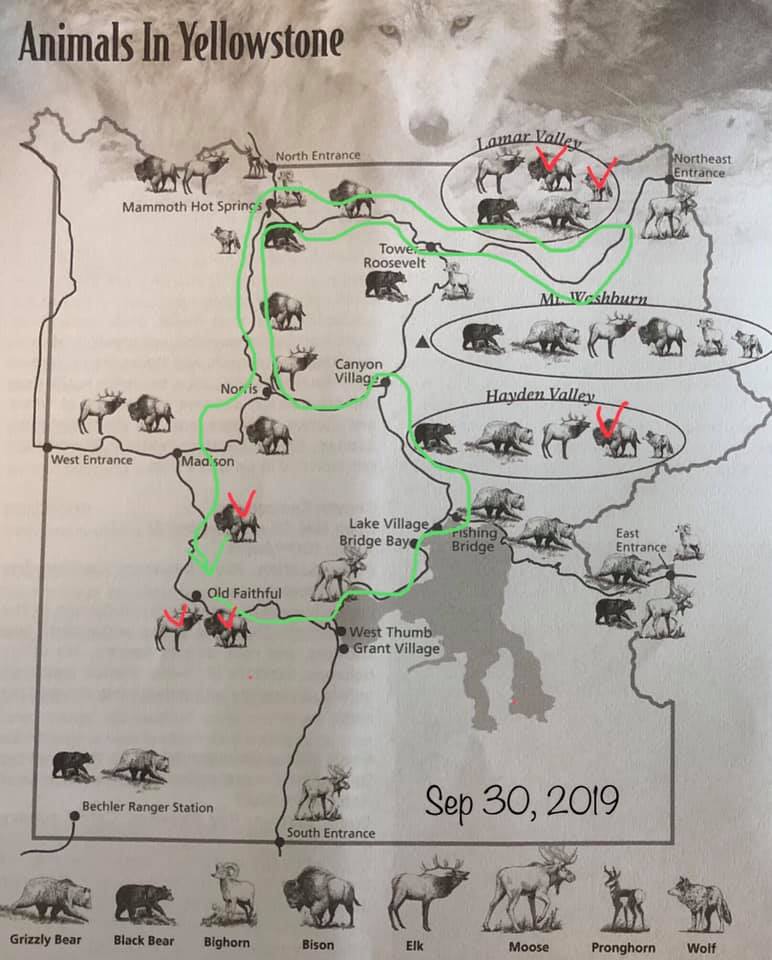 Animals In Yellowstone
Lamar Valley
North Entrance
Northeast
Entrance
Mammoth Hot Springs
Tower
Roosevelt
Mt. Washburn
Canyon
Village
Norris
Hayden Valley
West Entrance
Madison
Lake Village
Fishing
Bridge
Bridge Bay
East
Entrance
Old Faithful
West Thumb
Grant Village
Sep 30, 2019
Bechler Ranger Station
South Entrance
Grizzly Bear
Black Bear
Bighorn
Bison
Elk
Moose
Pronghorn
Wolf